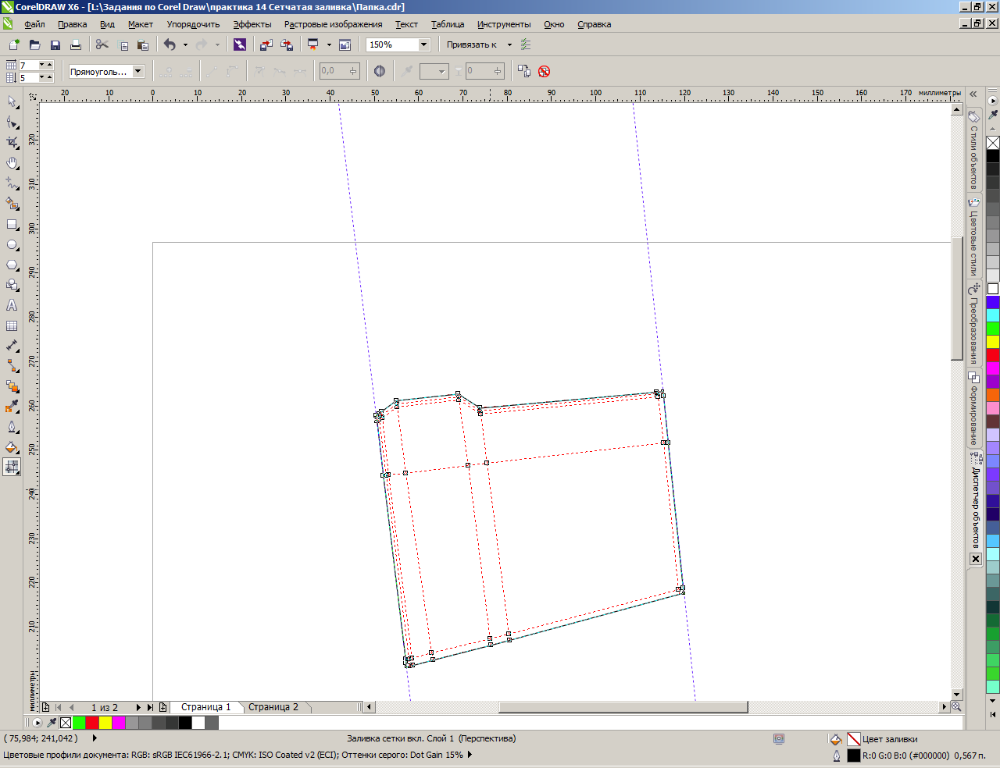 CorelDRAW X6 - [L:\Задания по Corel Draw\практика 14 Сетчатая заливка\Папка.cdr]
Файл Правка Вид Макет Упорядочить Эффекты Растровые изображения Текст Таблица Инструменты Окно Справка
150% Привязать к
7
5
Прямоуголь... 0,0 0
20 10 0 10 20 30 40 50 60 70 80 90 100 110 120 130 140 150 160 170 миллиметры
320
310
300
290
280
270
260
250
240
230
220
210
миллиметры
Стили объектов
Цветовые стили
Преобразования
Формирование
Диспетчер объектов
1 из 2 Страница 1 Страница 2
( 75,984; 241,042 ) Заливка сетки вкл. Слой 1 (Перспектива) Цвет заливки
Цветовые профили документа: RGB: sRGB IEC61966-2.1; CMYK: ISO Coated v2 (ECI); Оттенки серого: Dot Gain 15% R:0 G:0 B:0 (#000000) 0,567 п.